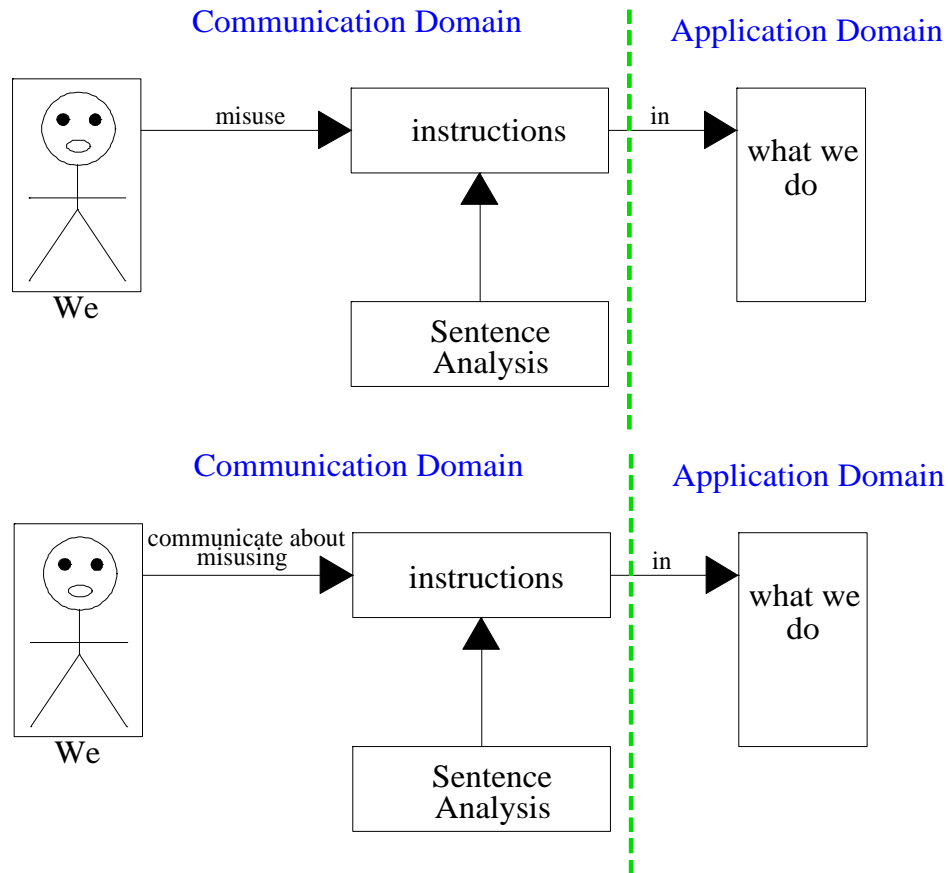 Communication Domain
Application Domain
misuse
instructions
in
what we
do
We
Sentence
Analysis
Communication Domain
Application Domain
communicate about
misusing
instructions
in
what we
do
We
Sentence
Analysis